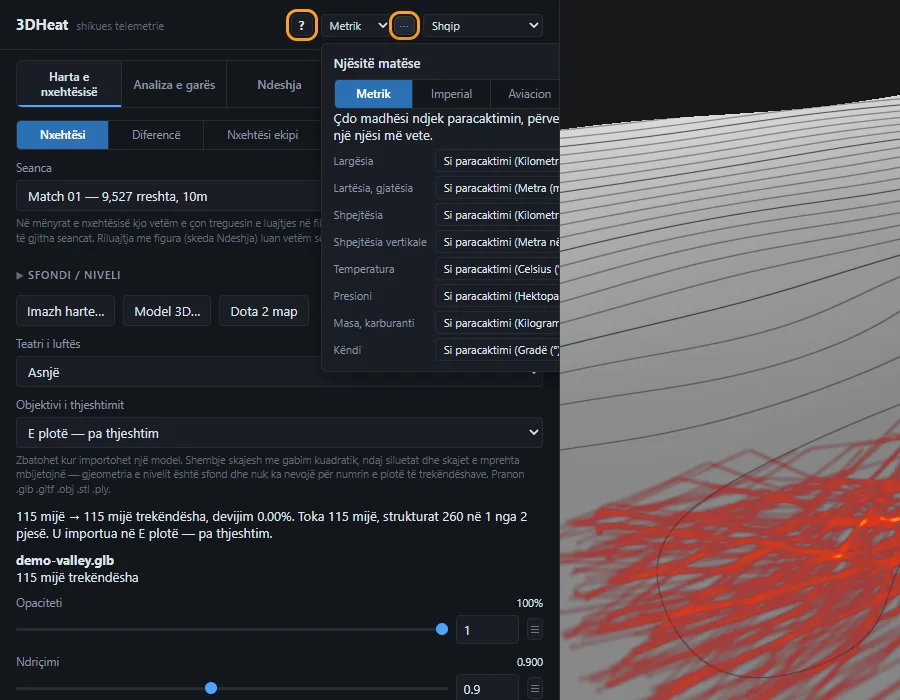 3DHeat shikues telemetrie
?
Metrik
...
Shqip
Njësitë matëse
Metrik
Imperial
Aviacion
Çdo madhësi ndjek paracaktimin, përve
një njësi më vete.
Largësia
Si paracaktimi (Kilometr
Lartësia, gjatësia
Si paracaktimi (Metra (m
Shpejtësia
Si paracaktimi (Kilometr
Shpejtësia vertikale
Si paracaktimi (Metra në
Temperatura
Si paracaktimi (Celsius (°
Presioni
Si paracaktimi (Hektopa
Masa, karburanti
Si paracaktimi (Kilogram
Këndi
Si paracaktimi (Gradë (°)
Harta e
nxehtësisë
Analiza e garës
Ndeshja
Nxehtësi
Diferencë
Nxehtësi ekipi
Seanca
Match 01 — 9,527 rreshta, 10m
Në mënyrat e nxehtësisë kjo vetëm e çon treguesin e luajtjes në fil
të gjitha seancat. Riluajtja me figura (skeda Ndeshja) luan vetëm s
▶ SFONDI / NIVELI
Imazh harte...
Model 3D...
Dota 2 map
Teatri i luftës
Asnjë
Objektivi i thjeshtimit
E plotë — pa thjeshtim
Zbatohet kur importohet një model. Shembje skajesh me gabim kuadratik, ndaj siluetat dhe skajet e mprehta
mbijetojnë — gjeometria e nivelit është sfond dhe nuk ka nevojë për numrin e plotë të trekëndëshave. Pranon
.glb .gltf .obj .stl .ply.
115 mijë → 115 mijë trekëndësha, devijim 0.00%. Toka 115 mijë, strukturat 260 në 1 nga 2
pjesë. U importua në E plotë — pa thjeshtim.
demo-valley.glb
115 mijë trekëndësha
Opaciteti
100%
1
Ndriçimi
0.900
0.9